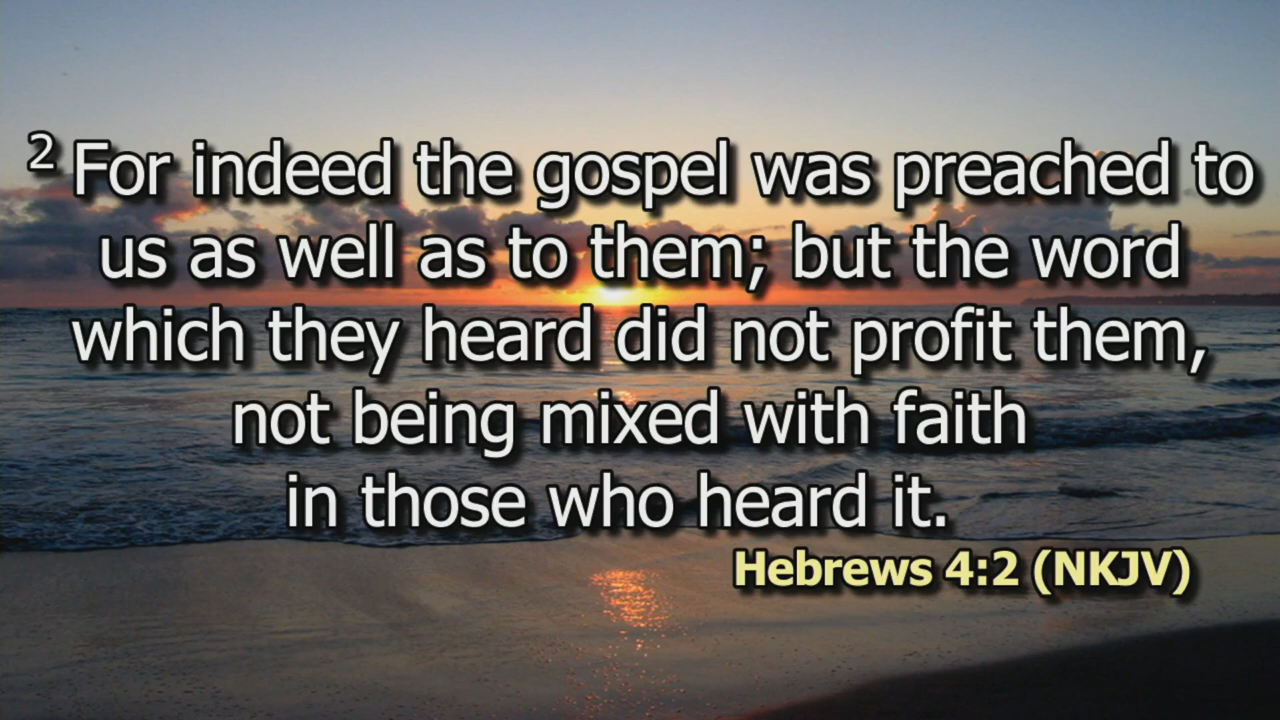 2 For indeed the gospel was preached to
us as well as to them; but the word
which they heard did not profit them,
not being mixed with faith
in those who heard it.
Hebrews 4:2 (NKJV)